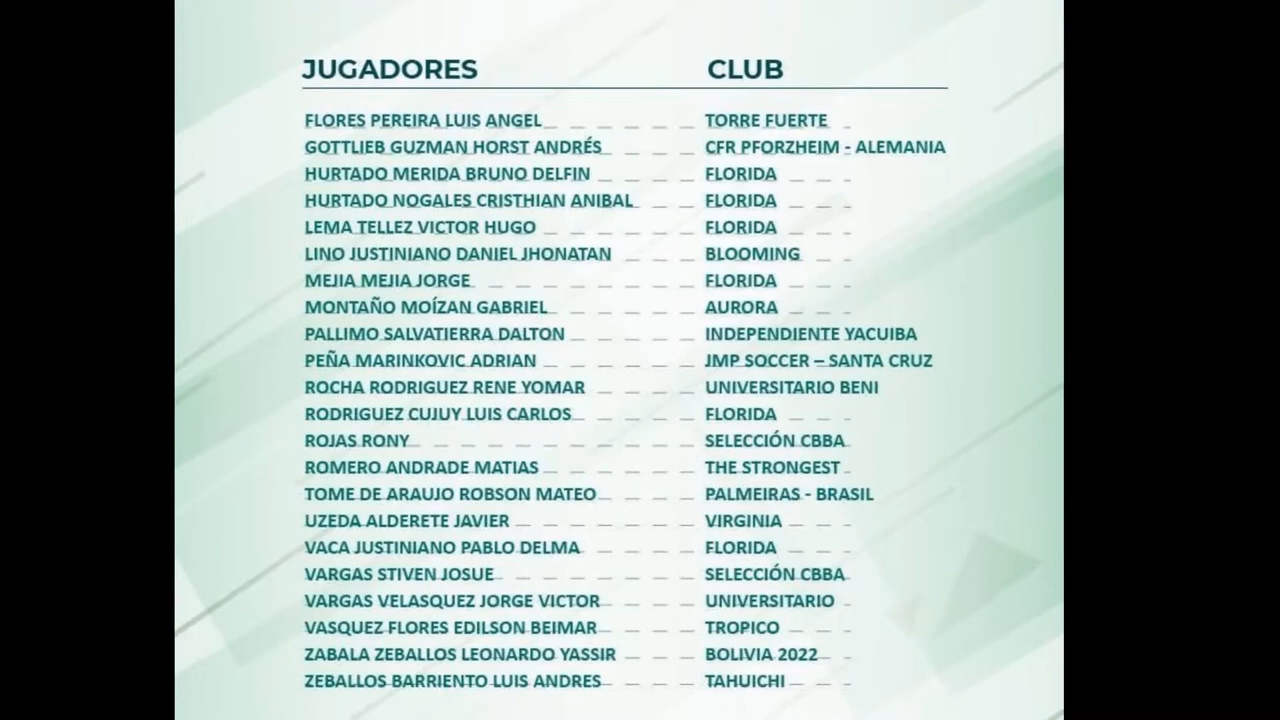 JUGADORES CLUB
FLORES PEREIRA LUIS ANGEL TORRE FUERTE
GOTTLIEB GUZMAN HORST ANDRÉS CFR PFORZHEIM - ALEMANIA
HURTADO MERIDA BRUNO DELFIN FLORIDA
HURTADO NOGALES CRISTHIAN ANIBAL FLORIDA
LEMA TELLEZ VICTOR HUGO FLORIDA
LINO JUSTINIANO DANIEL JHONATAN BLOOMING
MEJIA MEJIA JORGE FLORIDA
MONTAÑO MOÍZAN GABRIEL AURORA
PALLIMO SALVATIERRA DALTON INDEPENDIENTE YACUIBA
PEÑA MARINKOVIC ADRIAN JMP SOCCER – SANTA CRUZ
ROCHA RODRIGUEZ RENE YOMAR UNIVERSITARIO BENI
RODRIGUEZ CUJUY LUIS CARLOS FLORIDA
ROJAS RONY SELECCIÓN CBBA
ROMERO ANDRADE MATIAS THE STRONGEST
TOME DE ARAUJO ROBSON MATEO PALMEIRAS - BRASIL
UZEDA ALDERETE JAVIER VIRGINIA
VACA JUSTINIANO PABLO DELMA FLORIDA
VARGAS STIVEN JOSUE SELECCIÓN CBBA
VARGAS VELASQUEZ JORGE VICTOR UNIVERSITARIO
VASQUEZ FLORES EDILSON BEIMAR TROPICO
ZABALA ZEBALLOS LEONARDO YASSIR BOLIVIA 2022
ZEBALLOS BARRIENTO LUIS ANDRES TAHUICHI